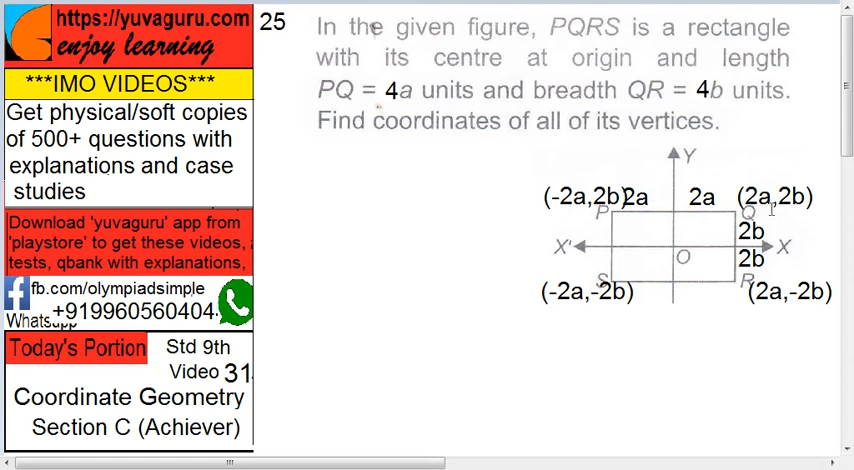 https://yuvaguru.com
enjoy learning
***IMO VIDEOS***
Get physical/soft copies
of 500+ questions with
explanations and case
studies
Download 'yuvaguru' app from
'playstore' to get these videos,
tests, qbank with explanations,
fb.com/olympiadsimple
+919960560404
Whatsapp
Today's Portion
Std 9th
Video 31
Coordinate Geometry
Section C (Achiever)
25
In the given figure, PQRS is a rectangle
with its centre at origin and length
PQ = 4a units and breadth QR = 4b units.
Find coordinates of all of its vertices.
Y
(-2a,2b) 2a 2a (2a,2b)
P Q
2b
X' X
O 2b
S R
(-2a,-2b) (2a,-2b)